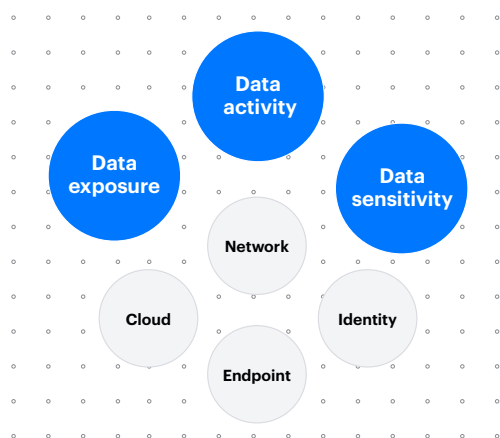 Data
activity
Data
exposure
Data
sensitivity
Network
Cloud
Identity
Endpoint